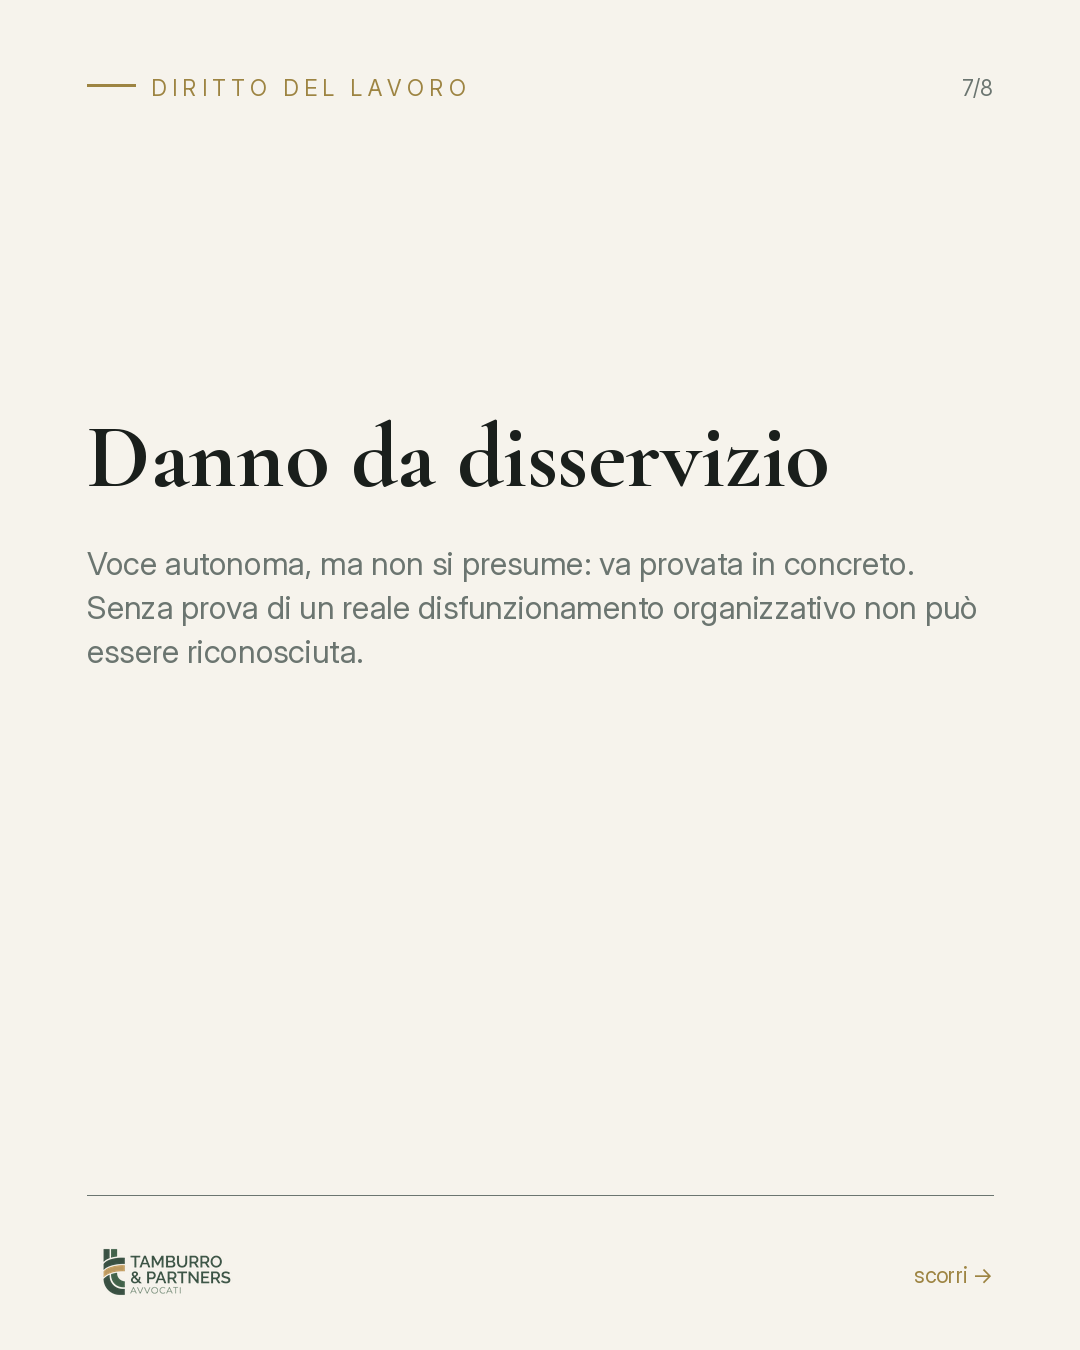 DIRITTO DEL LAVORO
7/8
Danno da disservizio
Voce autonoma, ma non si presume: va provata in concreto.
Senza prova di un reale disfunzionamento organizzativo non può
essere riconosciuta.
TAMBURRO
& PARTNERS
AVVOCATI
scorri →